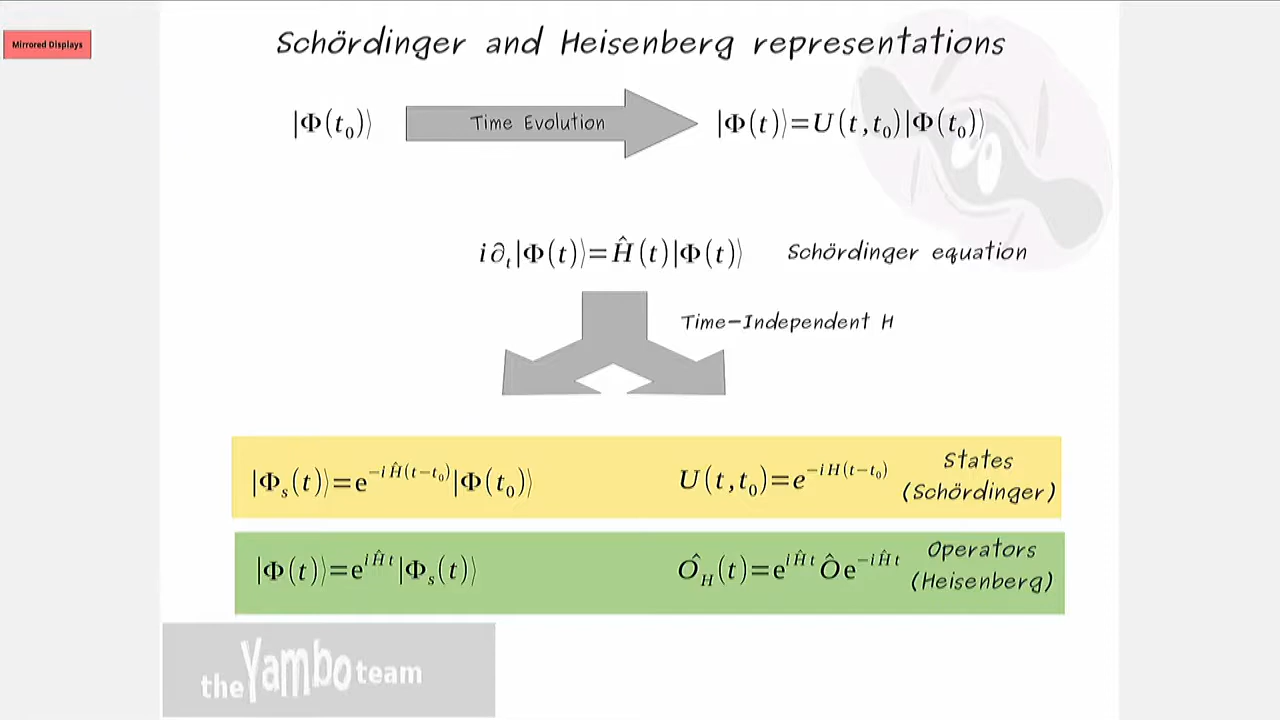 Mirrored Displays
Schördinger and Heisenberg representations
|Φ(t₀)⟩ Time Evolution |Φ(t)⟩=U(t,t₀)|Φ(t₀)⟩
i∂ₜ|Φ(t)⟩=Ĥ(t)|Φ(t)⟩ Schördinger equation
Time-Independent H
|Φₛ(t)⟩=e^{-iĤ(t-t₀)}|Φ(t₀)⟩ U(t,t₀)=e^{-iH(t-t₀)} States
(Schördinger)
|Φ(t)⟩=e^{iĤt}|Φₛ(t)⟩ Ô_H(t)=e^{iĤt}Ôe^{-iĤt} Operators
(Heisenberg)
the Yambo team